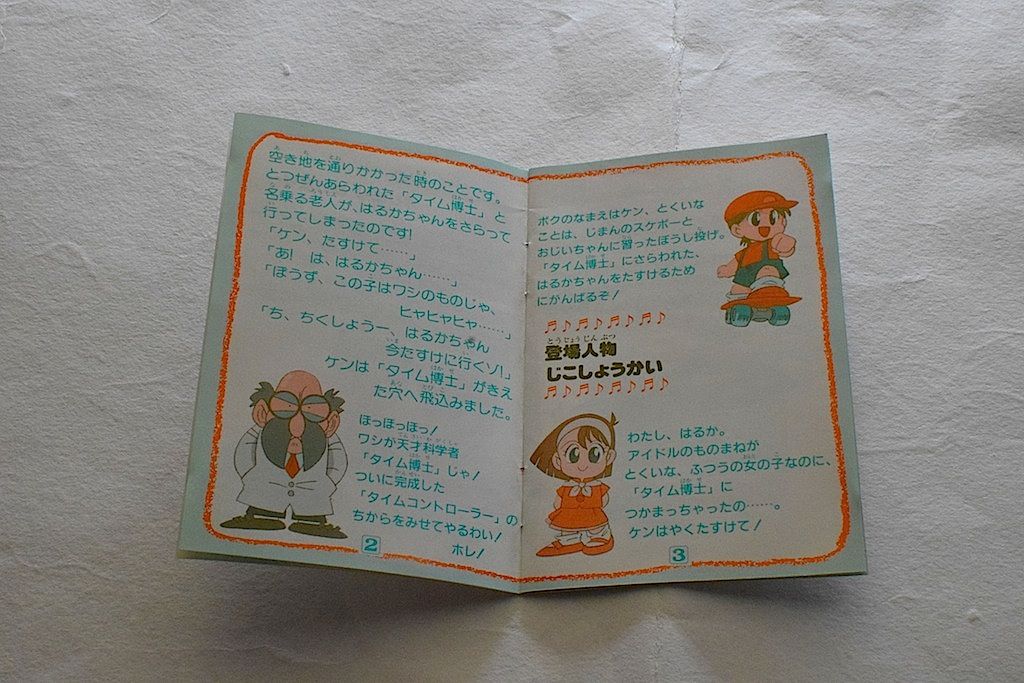 空き地を通りかかった時のことです。
とつぜんあらわれた「タイム博士」と
名乗る老人が、はるかちゃんをさらって
行ってしまったのです!
「ケン、たすけて……」
「あ! は、はるかちゃん……。」
「ぼうず、この子はワシのものじゃ、
ヒャヒャヒャ……」
「ち、ちくしようー、はるかちゃん
今たすけに行くゾ!」
ケンは「タイム博士」がきえ
た穴へ飛込みました。
ほっほっほっ!
ワシが天才科学者
「タイム博士」じゃ!
ついに完成した
「タイムコントローラー」の
ちからをみせてやるわい!
ホレ!
2
ボクのなまえはケン、とくいな
ことは、じまんのスケボーと
おじいちゃんに習ったぼうし投げ。
「タイム博士」にさらわれた、
はるかちゃんをたすけるため
にがんばるぞ!
登場人物
じこしょうかい
わたし、はるか。
アイドルのものまねが
とくいな、ふつうの女の子なのに、
「タイム博士」に
つかまっちゃったの……。
ケンはやくたすけて!
3